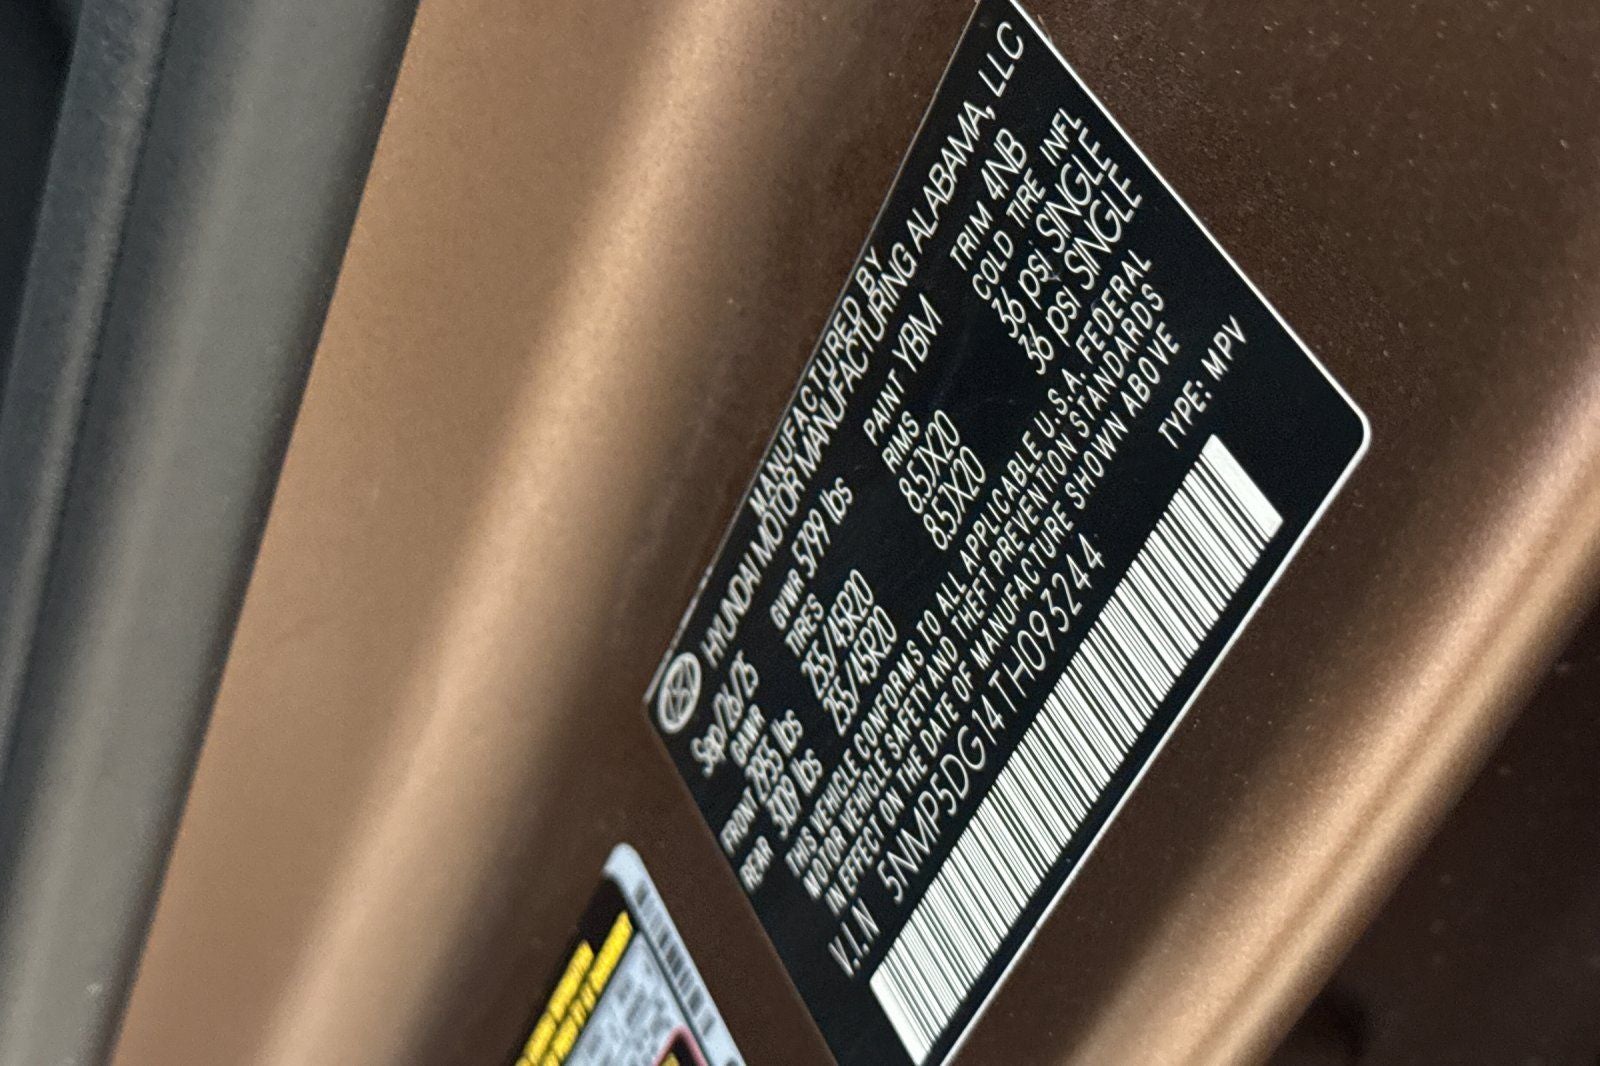 MANUFACTURED BY
HYUNDAI MOTOR MANUFACTURING ALABAMA, LLC
Sep/26/25 GVWR 5799 lbs PAINT YBM TRIM 4NB
GAWR TIRES RIMS COLD TIRE INFL
FRONT 2955 lbs 255/45R20 8.5JX20 36 psi SINGLE
REAR 3109 lbs 255/45R20 8.5JX20 36 psi SINGLE
THIS VEHICLE CONFORMS TO ALL APPLICABLE U.S.A. FEDERAL
MOTOR VEHICLE SAFETY AND THEFT PREVENTION STANDARDS
IN EFFECT ON THE DATE OF MANUFACTURE SHOWN ABOVE
V.I.N 5NMP5DG14TH093244 TYPE: MPV